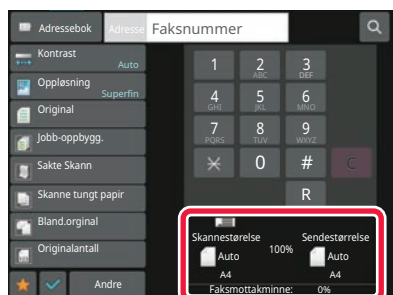 Adressebok Adresse Faksnummer
Kontrast
Auto
Oppløsning
Superfin
Original
Jobb-oppbygg.
Sakte Skann
Skanne tungt papir
Bland.orginal
Originalantall
Andre
1 2 3
ABC DEF
4 5 6
GHI JKL MNO
7 8 9
PQRS TUV WXYZ
0 # C
R
Skannestørelse Sendestørrelse
Auto 100% Auto
A4 A4
Faksmottakminne: 0%